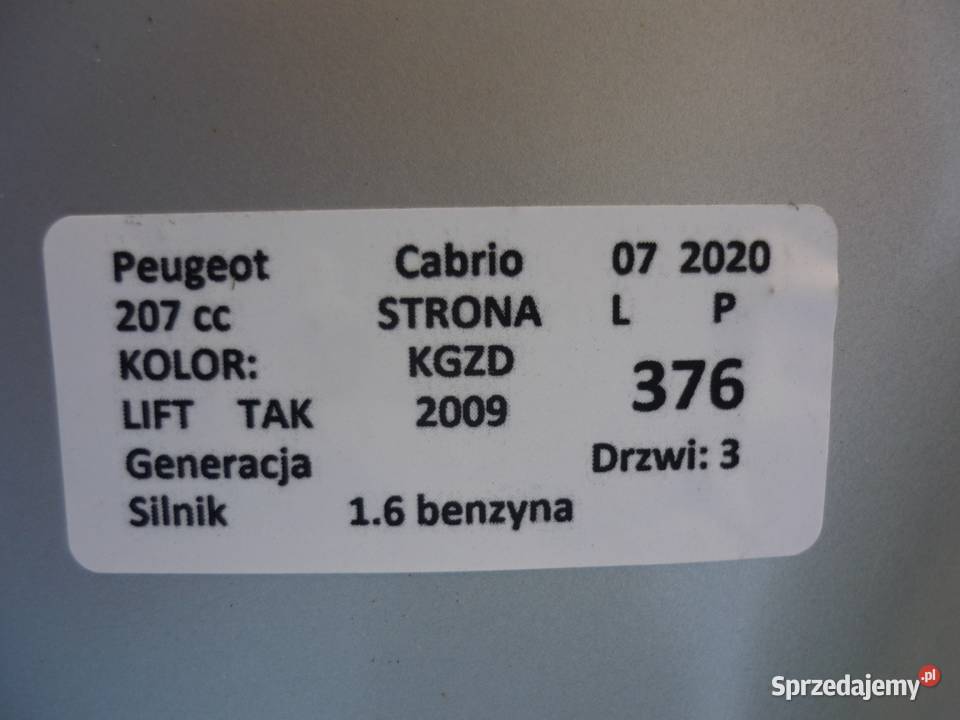 Peugeot Cabrio 07 2020
207 cc STRONA L P
KOLOR: KGZD 376
LIFT TAK 2009
Generacja Drzwi: 3
Silnik 1.6 benzyna
Sprzedajemy.pl